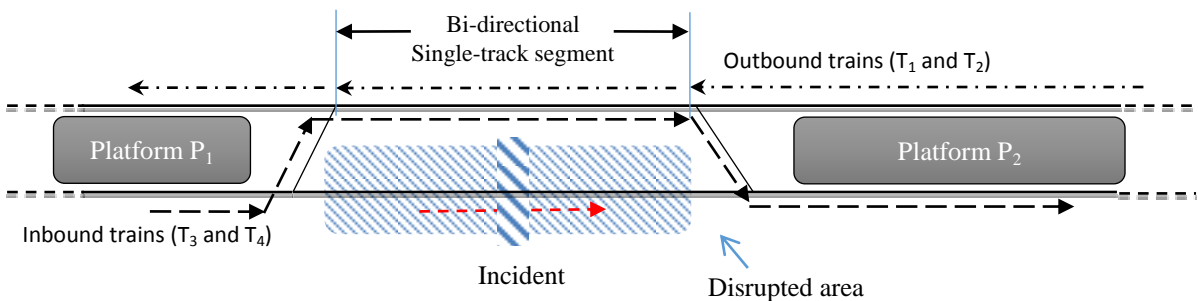 Bi-directional
Single-track segment
Outbound trains (T₁ and T₂)
Platform P₁
Platform P₂
Inbound trains (T₃ and T₄)
Incident
Disrupted area